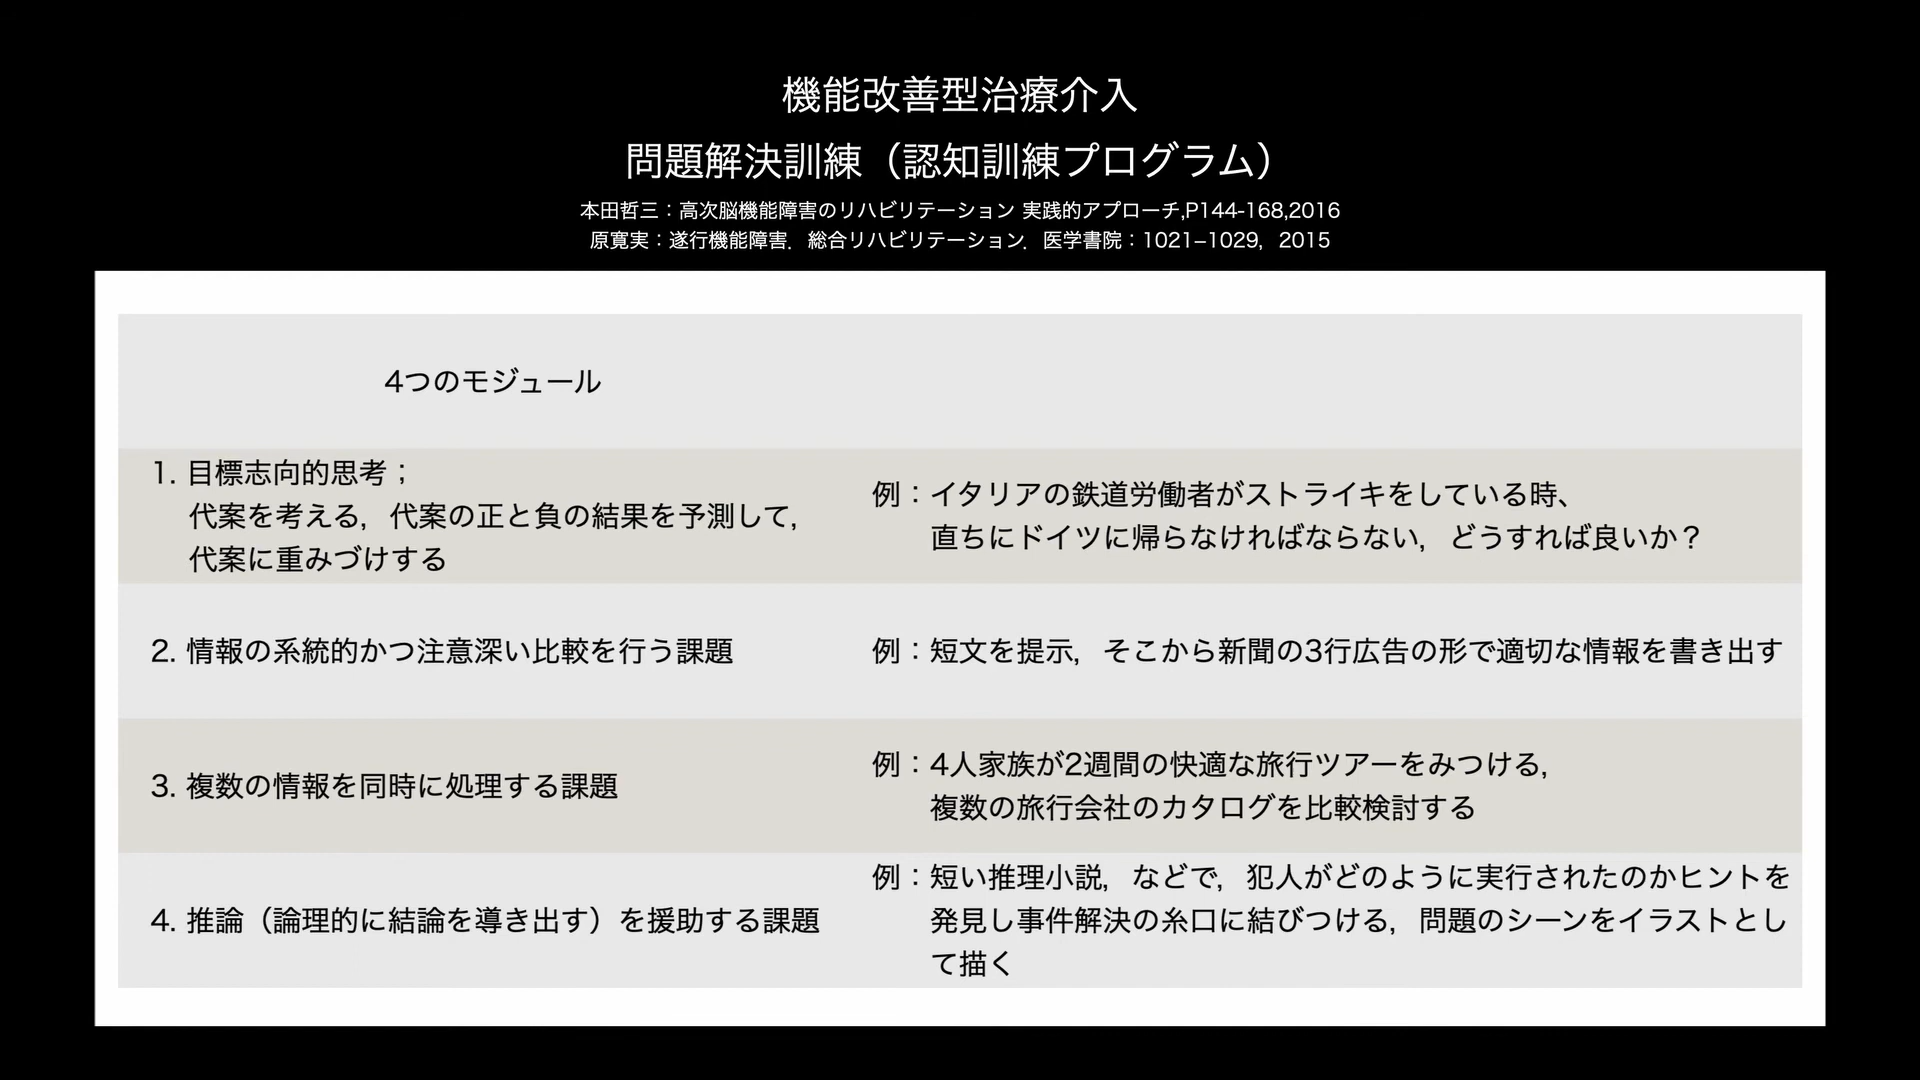 機能改善型治療介入
問題解決訓練（認知訓練プログラム）
本田哲三：高次脳機能障害のリハビリテーション 実践的アプローチ,P144-168,2016
原寛実：遂行機能障害．総合リハビリテーション．医学書院：1021–1029，2015
4つのモジュール
1. 目標志向的思考；
代案を考える，代案の正と負の結果を予測して，
代案に重みづけする
例：イタリアの鉄道労働者がストライキをしている時、
直ちにドイツに帰らなければならない，どうすれば良いか？
2. 情報の系統的かつ注意深い比較を行う課題
例：短文を提示，そこから新聞の3行広告の形で適切な情報を書き出す
3. 複数の情報を同時に処理する課題
例：4人家族が2週間の快適な旅行ツアーをみつける，
複数の旅行会社のカタログを比較検討する
4. 推論（論理的に結論を導き出す）を援助する課題
例：短い推理小説，などで，犯人がどのように実行されたのかヒントを
発見し事件解決の糸口に結びつける，問題のシーンをイラストとし
て描く